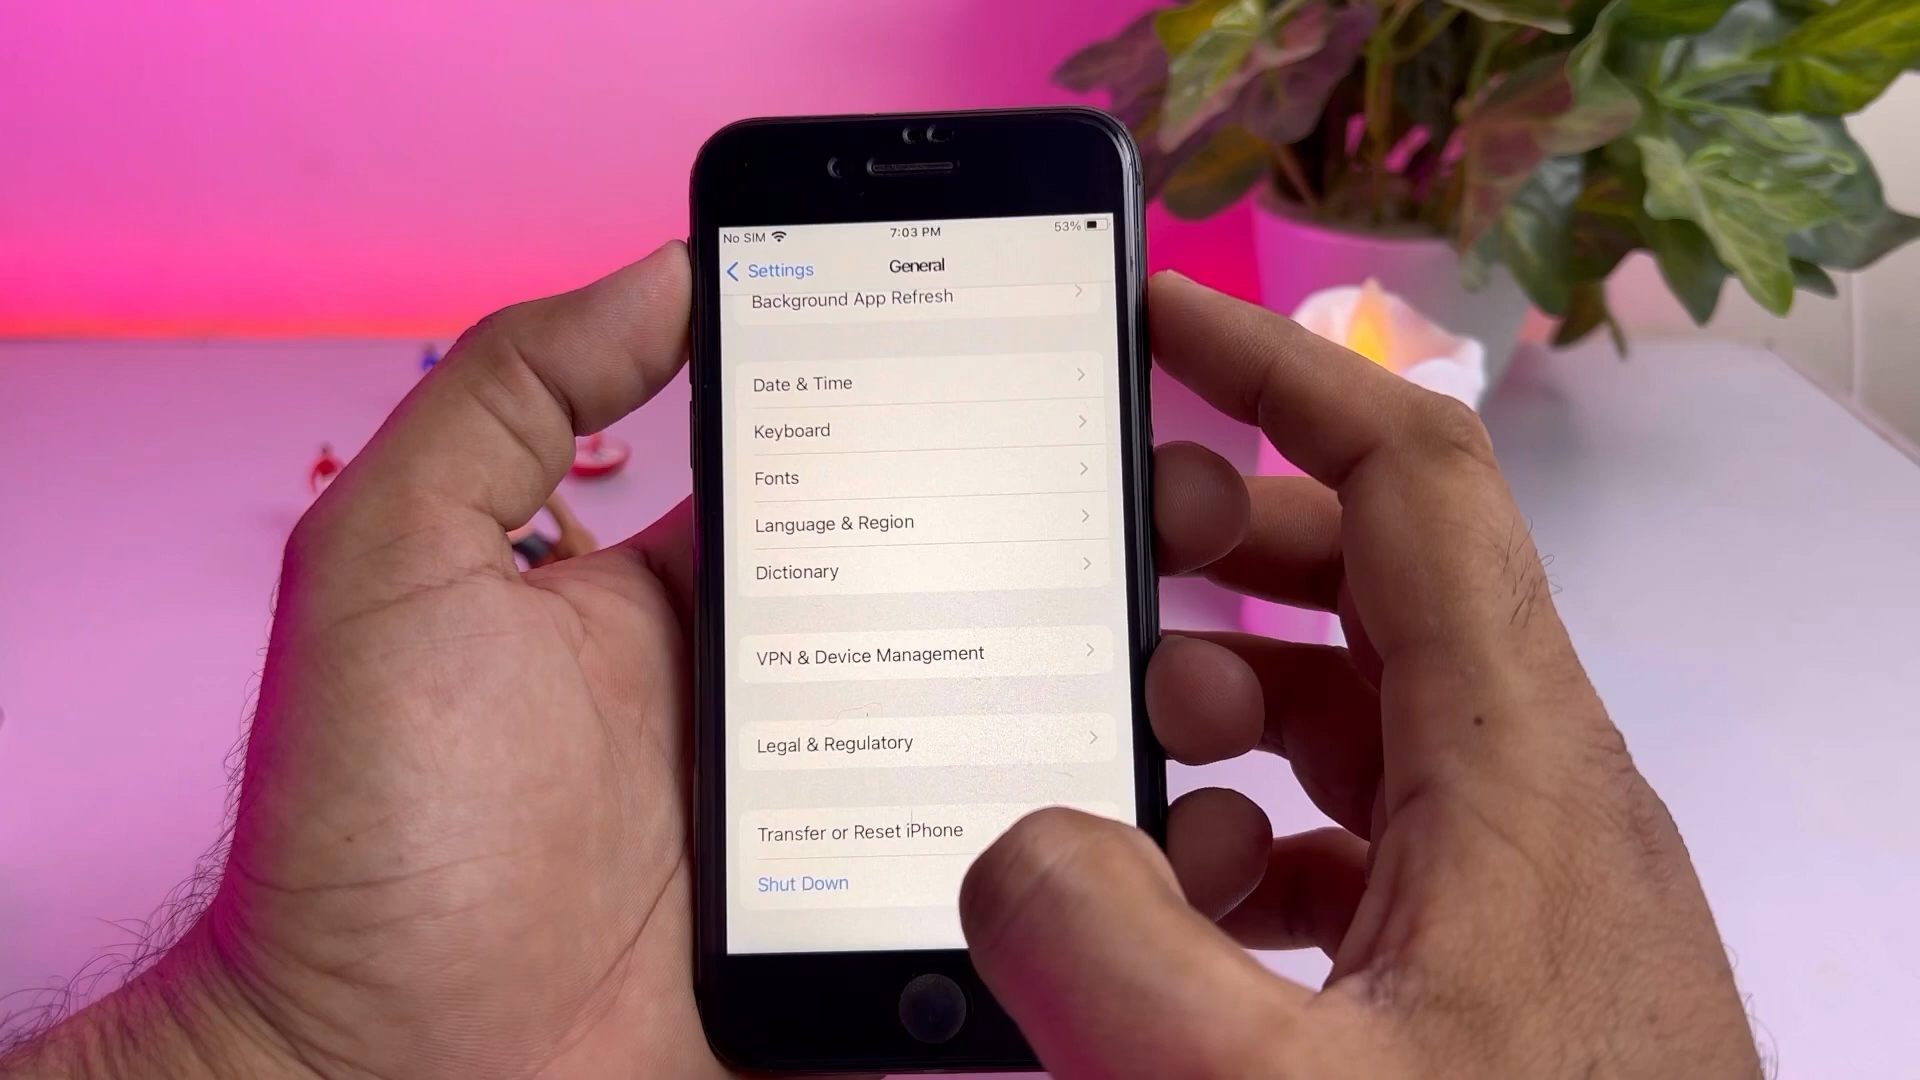 No SIM 7:03 PM 53%
Settings General
Background App Refresh
Date & Time
Keyboard
Fonts
Language & Region
Dictionary
VPN & Device Management
Legal & Regulatory
Transfer or Reset iPhone
Shut Down